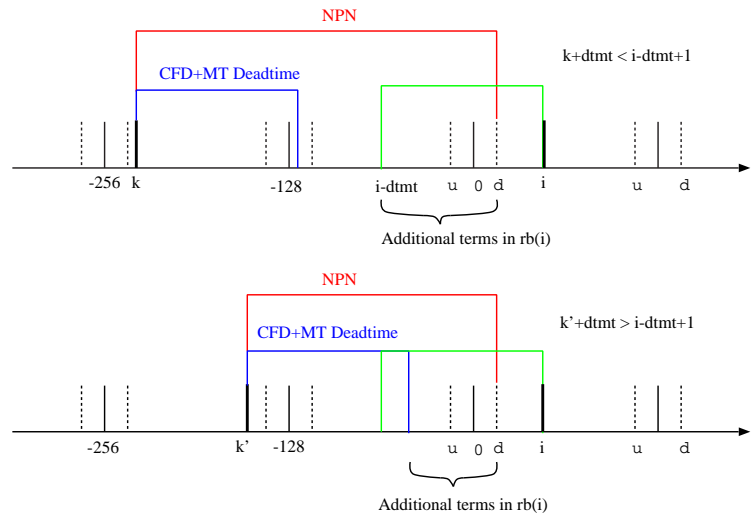 NPN
k+dtmt < i-dtmt+1
CFD+MT Deadtime
-256 k -128 i-dtmt u 0 d i u d
Additional terms in rb(i)
NPN
k’+dtmt > i-dtmt+1
CFD+MT Deadtime
-256 k’ -128 u 0 d i u d
Additional terms in rb(i)